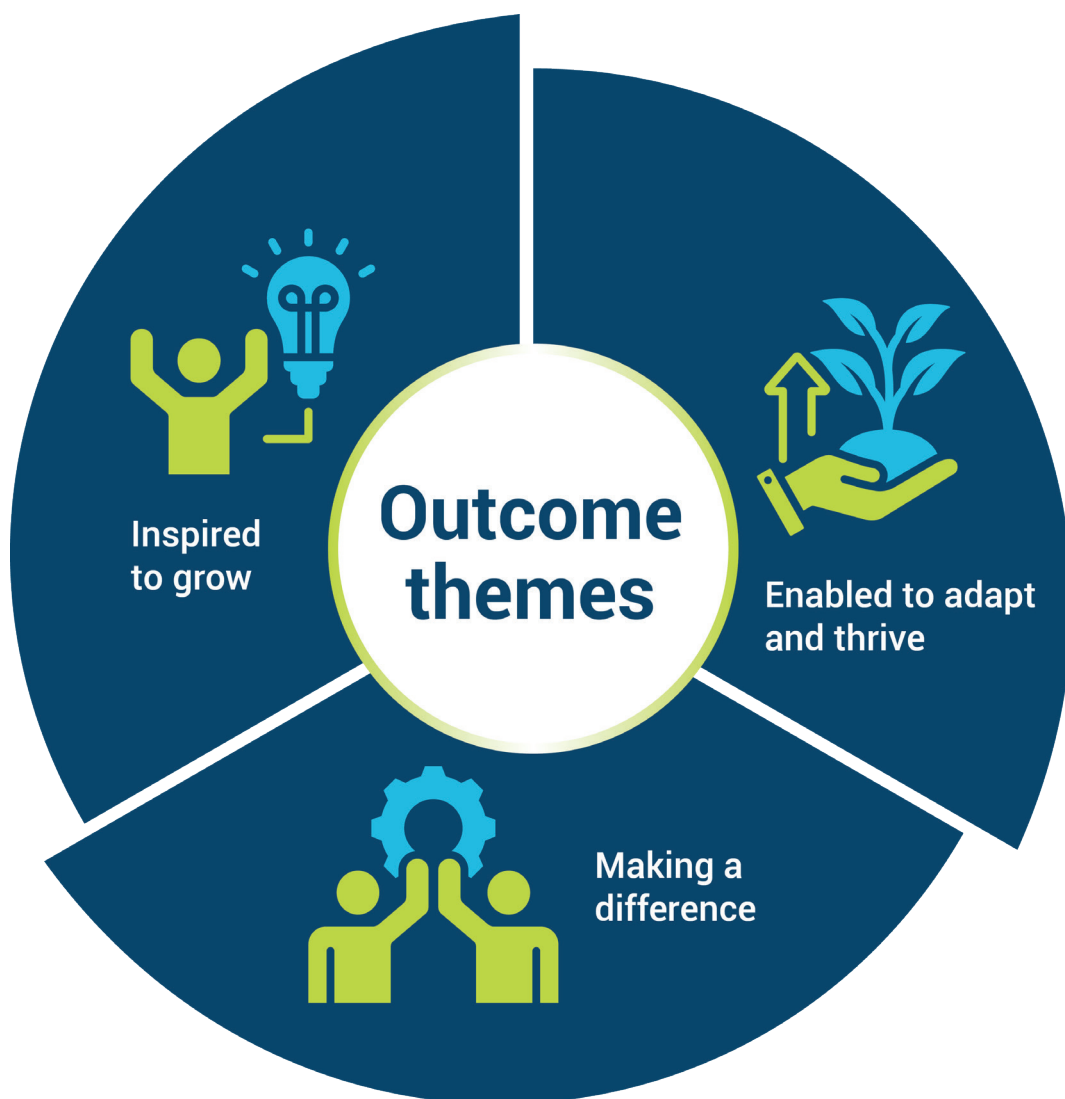 Outcome
themes
Inspired
to grow
Enabled to adapt
and thrive
Making a
difference